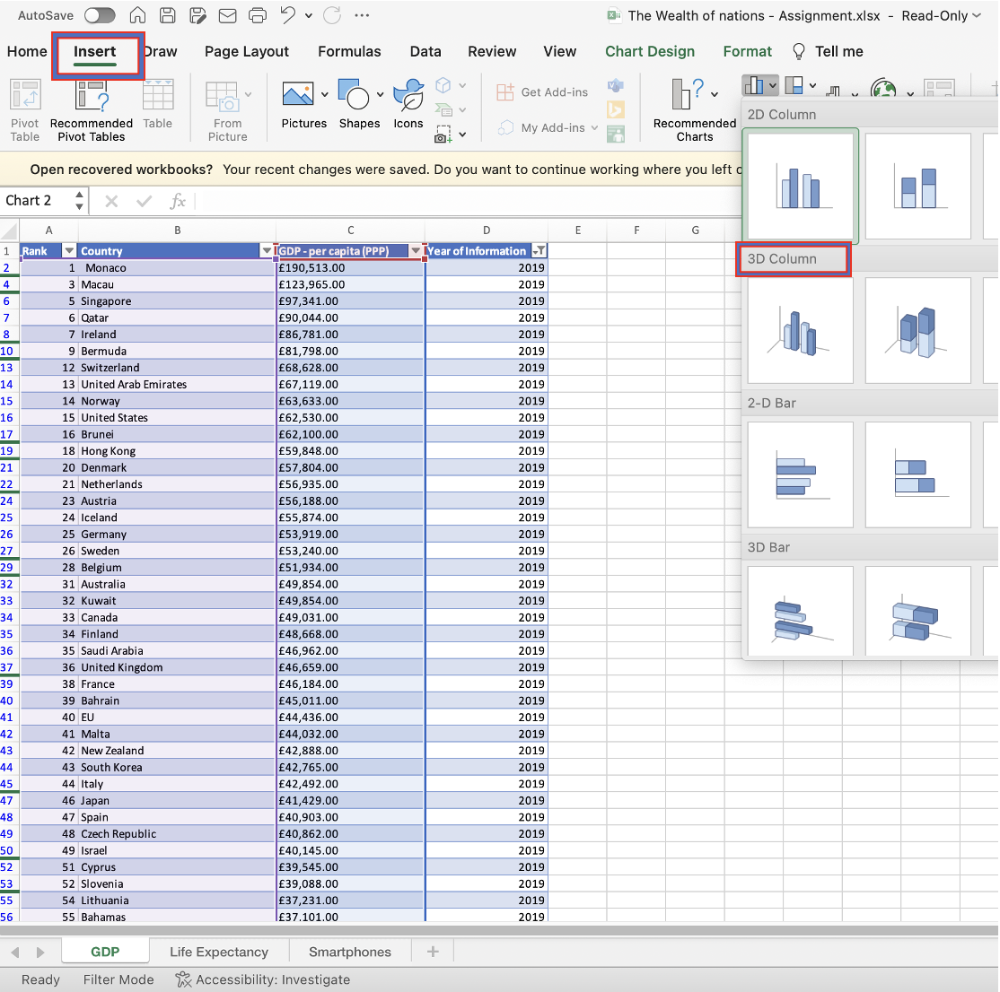 AutoSave
The Wealth of nations - Assignment.xlsx - Read-Only
Home Insert Draw Page Layout Formulas Data Review View Chart Design Format Tell me
Pivot Table
Recommended Pivot Tables
Table
From Picture
Pictures
Shapes
Icons
Get Add-ins
My Add-ins
Recommended Charts
Open recovered workbooks? Your recent changes were saved. Do you want to continue working where you left
Chart 2 fx
2D Column
3D Column
2-D Bar
3D Bar
A B C D E F G
1 Rank Country GDP - per capita (PPP) Year of Information
2 1 Monaco £190,513.00 2019
4 3 Macau £123,965.00 2019
6 5 Singapore £97,341.00 2019
7 6 Qatar £90,044.00 2019
8 7 Ireland £86,781.00 2019
10 9 Bermuda £81,798.00 2019
13 12 Switzerland £68,628.00 2019
14 13 United Arab Emirates £67,119.00 2019
15 14 Norway £63,633.00 2019
16 15 United States £62,530.00 2019
17 16 Brunei £62,100.00 2019
19 18 Hong Kong £59,848.00 2019
21 20 Denmark £57,804.00 2019
22 21 Netherlands £56,935.00 2019
24 23 Austria £56,188.00 2019
25 24 Iceland £55,874.00 2019
26 25 Germany £53,919.00 2019
27 26 Sweden £53,240.00 2019
29 28 Belgium £51,934.00 2019
32 31 Australia £49,854.00 2019
33 32 Kuwait £49,854.00 2019
34 33 Canada £49,031.00 2019
35 34 Finland £48,668.00 2019
36 35 Saudi Arabia £46,962.00 2019
37 36 United Kingdom £46,659.00 2019
39 38 France £46,184.00 2019
40 39 Bahrain £45,011.00 2019
41 40 EU £44,436.00 2019
42 41 Malta £44,032.00 2019
43 42 New Zealand £42,888.00 2019
44 43 South Korea £42,765.00 2019
45 44 Italy £42,492.00 2019
47 46 Japan £41,429.00 2019
48 47 Spain £40,903.00 2019
49 48 Czech Republic £40,862.00 2019
50 49 Israel £40,145.00 2019
52 51 Cyprus £39,545.00 2019
53 52 Slovenia £39,088.00 2019
55 54 Lithuania £37,231.00 2019
56 55 Bahamas £37,101.00 2019
GDP Life Expectancy Smartphones
Ready Filter Mode Accessibility: Investigate